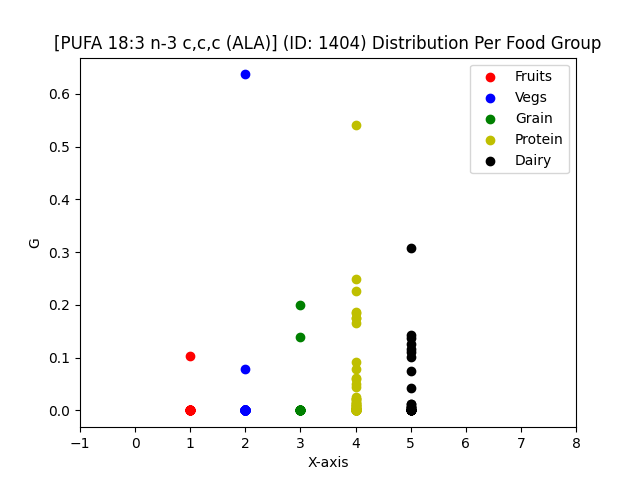 [PUFA 18:3 n-3 c,c,c (ALA)] (ID: 1404) Distribution Per Food Group
Fruits
Vegs
Grain
Protein
Dairy
G
0.6
0.5
0.4
0.3
0.2
0.1
0.0
−1 0 1 2 3 4 5 6 7 8
X-axis